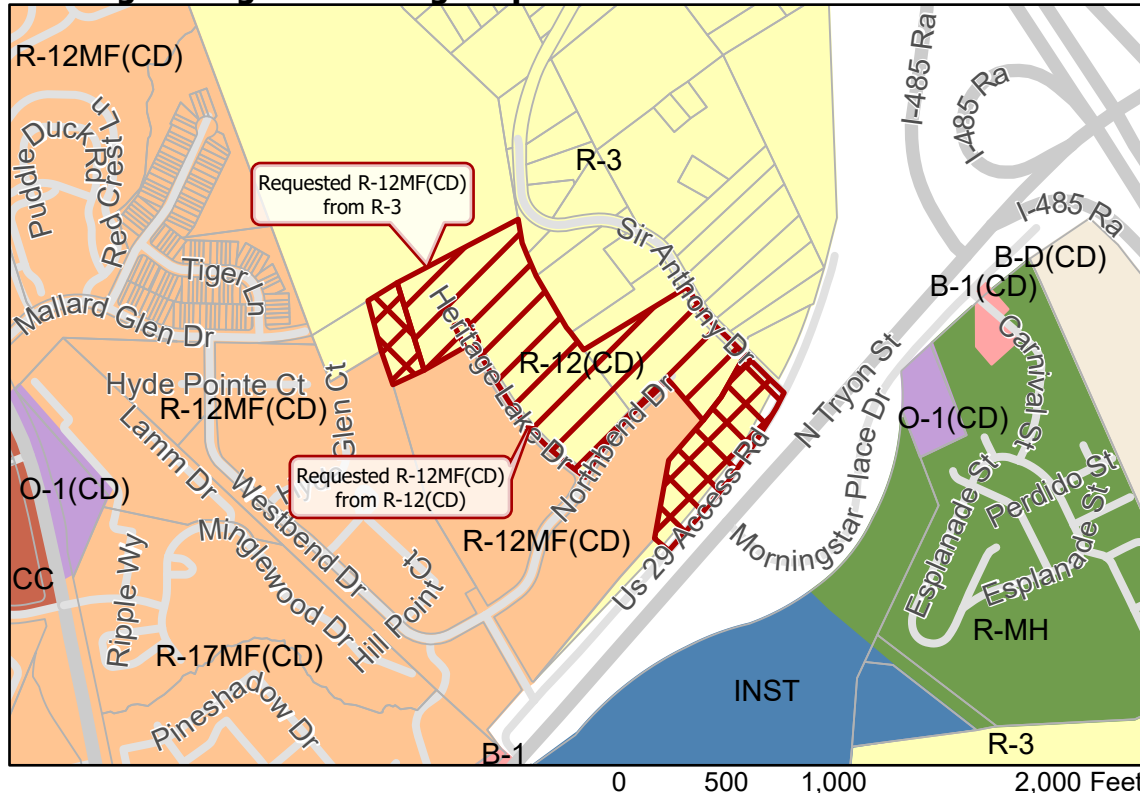 R-12MF(CD)
I-485 Ra
I-485 Ra
Pupple
Duck Rd
Red Crest Ln
Requested R-12MF(CD)
from R-3
R-3
I-485 Ra
Sir Anthony Dr
B-D(CD)
B-1(CD)
Tiger Ln
Mallard Glen Dr
Heritage Lake Dr
Carnival St
N Tryon St
R-12(CD)
Hyde Pointe Ct
R-12MF(CD)
Northbend Dr
Morningstar Place Dr
O-1(CD)
Lamm Dr
Glen Ct
Requested R-12MF(CD)
from R-12(CD)
Us 29 Access Rd
Esplanade St
Perdido St
O-1(CD)
Westbend Dr
R-12MF(CD)
Minglewood Dr
Esplanade St
CC
Ripple Wy
Hill Point Ct
R-MH
R-17MF(CD)
INST
Pineshadow Dr
R-3
B-1
0 500 1,000 2,000 Feet